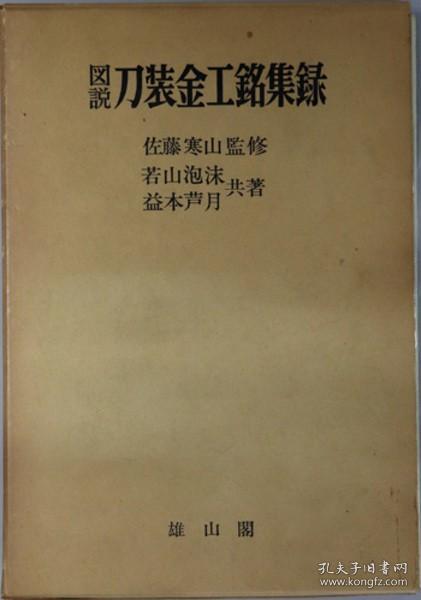 図説 刀装金工銘集録
佐藤寒山監修
若山泡沫
益本芦月 共著
雄山閣
孔夫子旧书网
www.kongfz.com